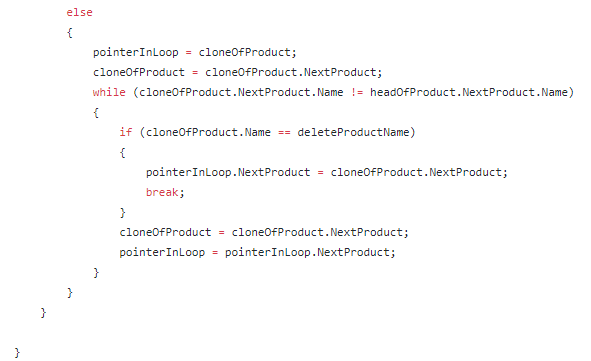 else
{
pointerInLoop = cloneOfProduct;
cloneOfProduct = cloneOfProduct.NextProduct;
while (cloneOfProduct.NextProduct.Name != headOfProduct.NextProduct.Name)
{
if (cloneOfProduct.Name == deleteProductName)
{
pointerInLoop.NextProduct = cloneOfProduct.NextProduct;
break;
}
cloneOfProduct = cloneOfProduct.NextProduct;
pointerInLoop = pointerInLoop.NextProduct;
}
}
}
}